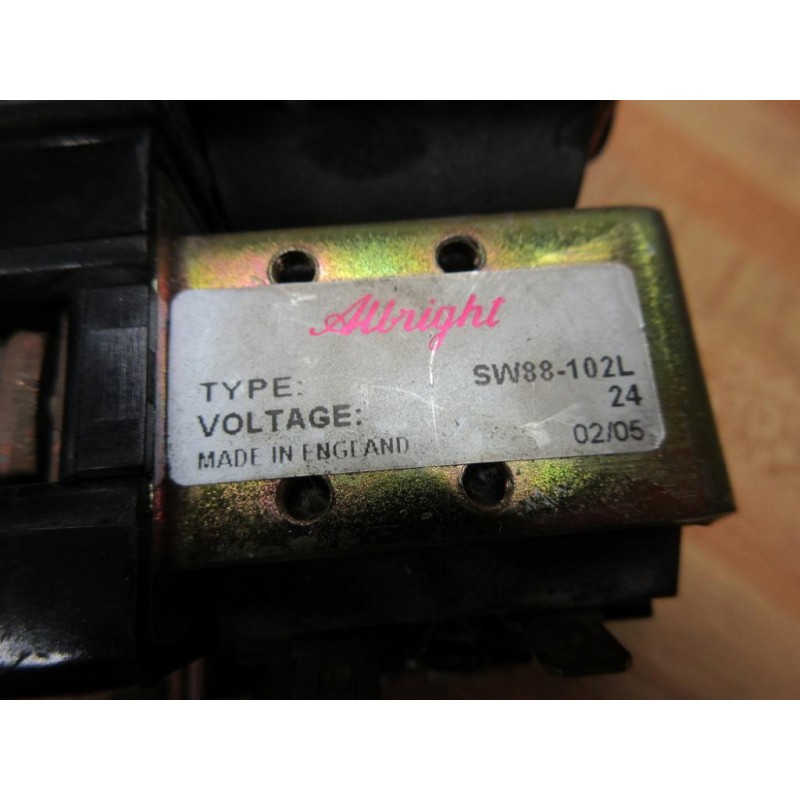 Albright
TYPE: SW88-102L
VOLTAGE: 24
MADE IN ENGLAND 02/05